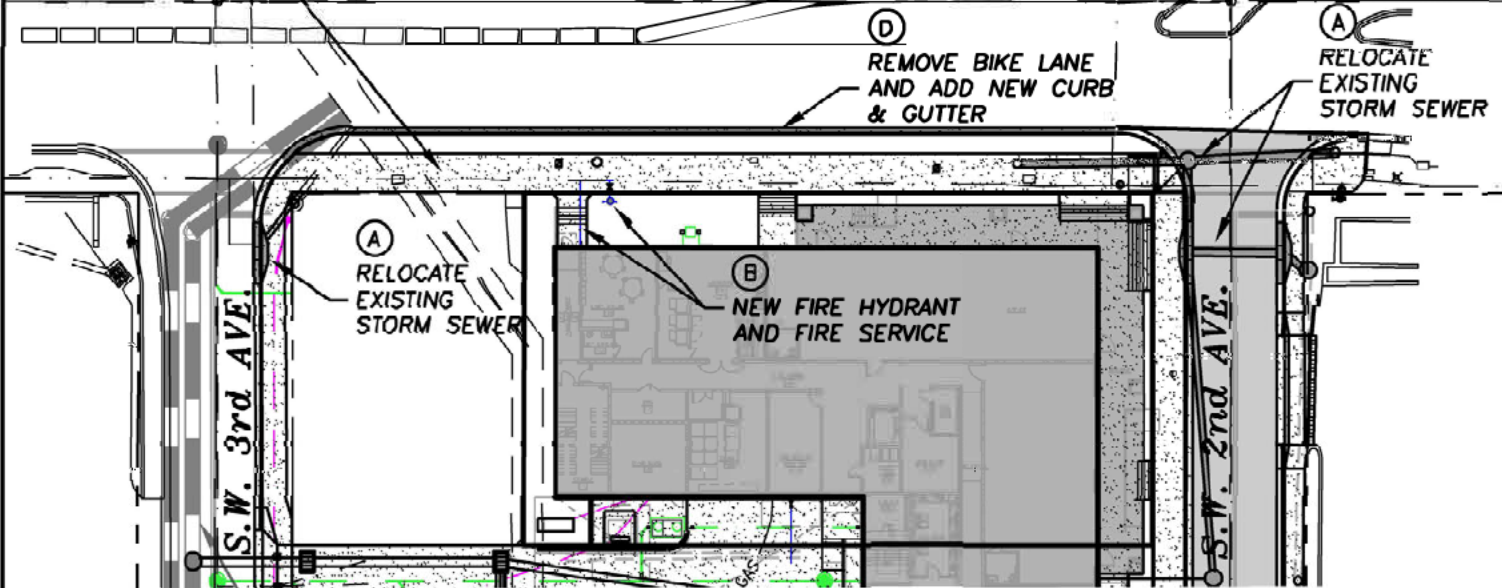 D
REMOVE BIKE LANE
AND ADD NEW CURB
& GUTTER
A
RELOCATE
EXISTING
STORM SEWER
A
RELOCATE
EXISTING
STORM SEWER
B
NEW FIRE HYDRANT
AND FIRE SERVICE
S.W. 3rd AVE.
S.W. 2nd AVE.
GAS